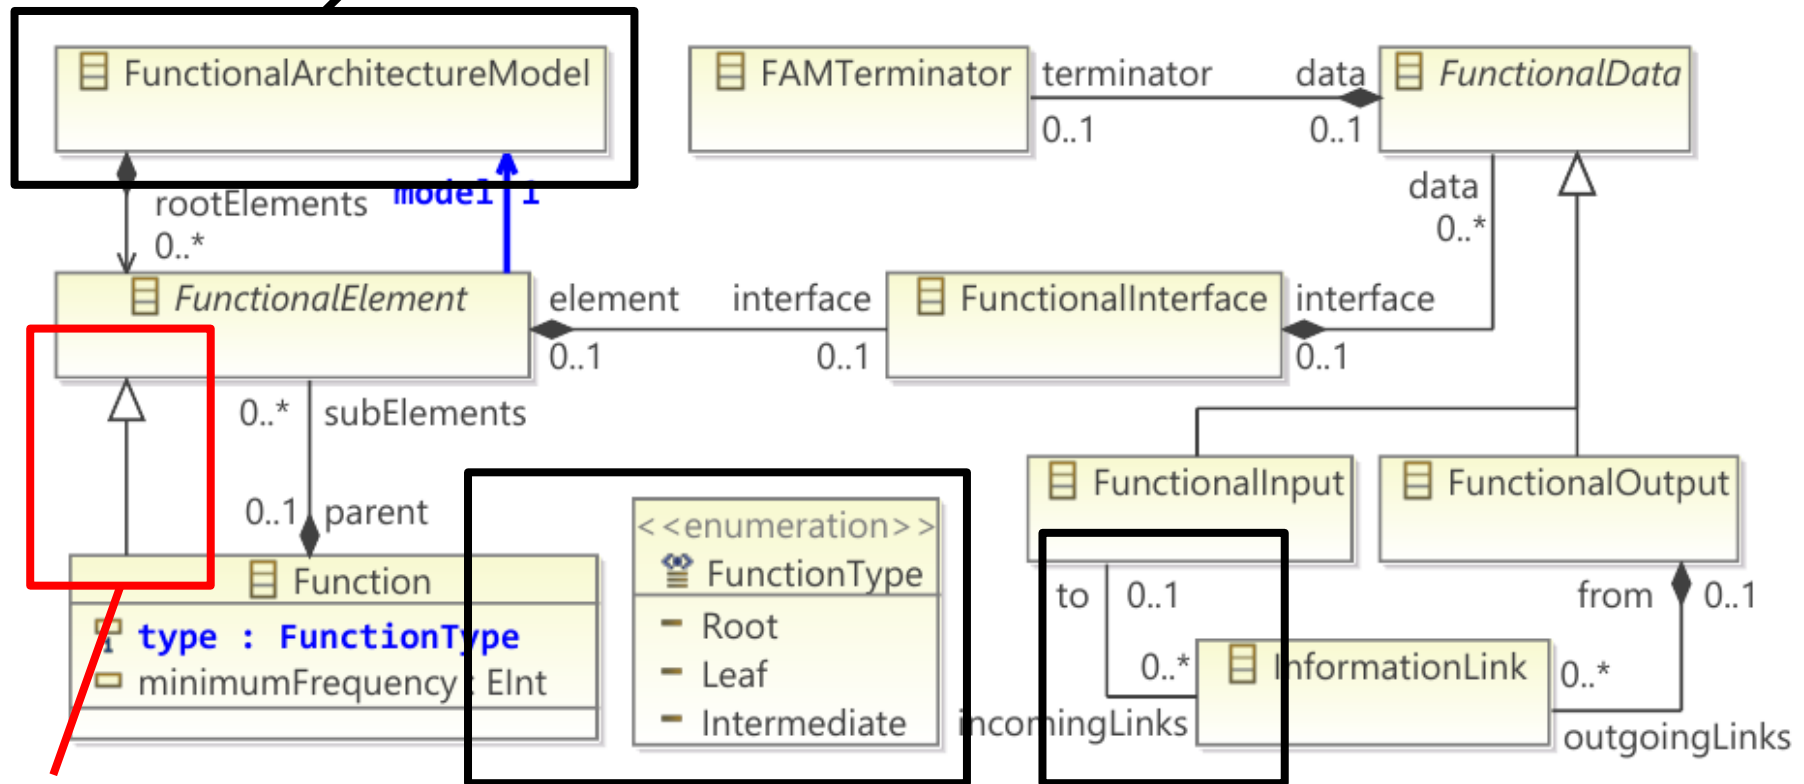 FunctionalArchitectureModel
FAMTerminator
terminator
data
FunctionalData
0..1
0..1
rootElements
model 1
0..*
data
0..*
FunctionalElement
element
interface
FunctionalInterface
interface
0..1
0..1
0..1
0..*
subElements
0..1
parent
FunctionalInput
FunctionalOutput
<<enumeration>>
FunctionType
Root
Leaf
Intermediate
Function
type : FunctionType
minimumFrequency : EInt
to
0..1
from
0..1
0..*
InformationLink
0..*
incomingLinks
outgoingLinks